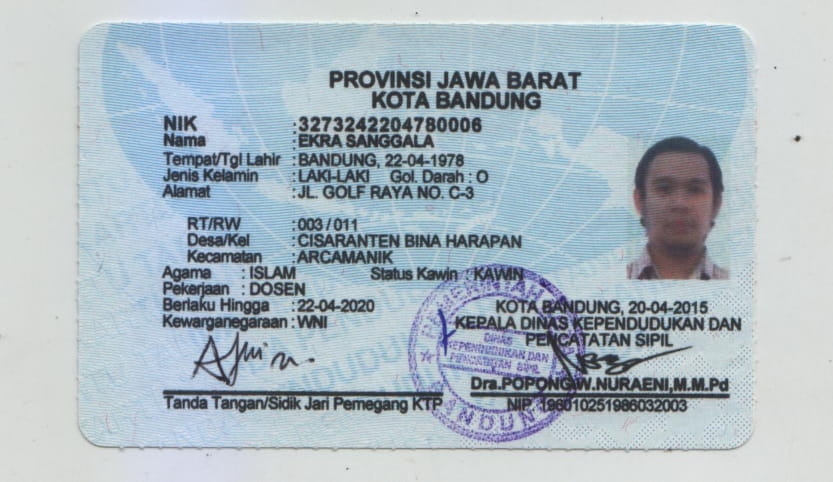 PROVINSI JAWA BARAT
KOTA BANDUNG
NIK : 3273242204780006
Nama : EKRA SANGGALA
Tempat/Tgl Lahir : BANDUNG, 22-04-1978
Jenis Kelamin : LAKI-LAKI Gol. Darah : O
Alamat : JL. GOLF RAYA NO. C-3
RT/RW : 003 / 011
Desa/Kel : CISARANTEN BINA HARAPAN
Kecamatan : ARCAMANIK
Agama : ISLAM Status Kawin : KAWIN
Pekerjaan : DOSEN
Berlaku Hingga : 22-04-2020
Kewarganegaraan : WNI
KOTA BANDUNG, 20-04-2015
KEPALA DINAS KEPENDUDUKAN DAN
PENCATATAN SIPIL
PEMERINTAH
DINAS
KEPENDUDUKAN DAN
PENCATATAN SIPIL
BANDUNG
Dra.POPONG W.NURAENI,M.M.Pd
NIP. 196010251986032003
Tanda Tangan/Sidik Jari Pemegang KTP